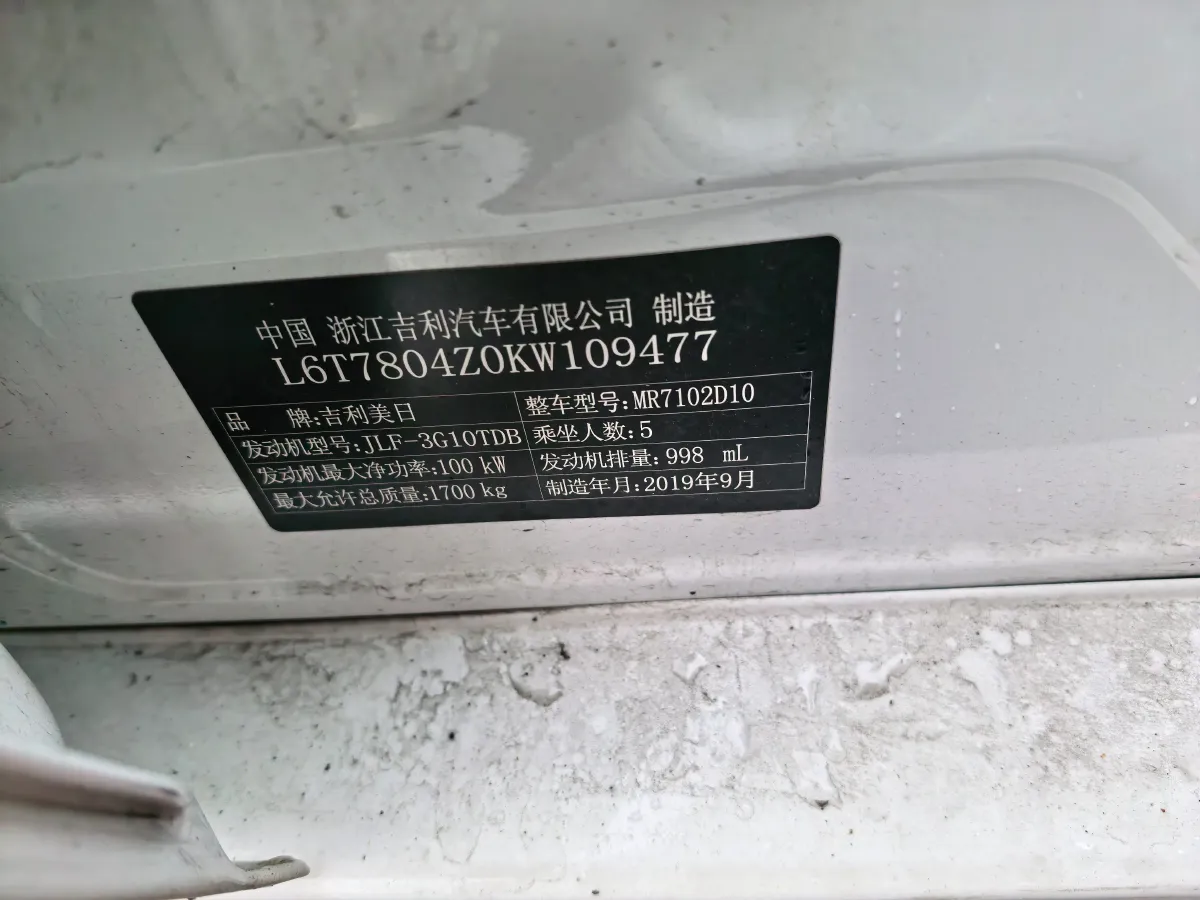 中国 浙江吉利汽车有限公司 制造
L6T7804Z0KW109477
品 牌:吉利美日 整车型号:MR7102D10
发动机型号:JLF-3G10TDB 乘坐人数:5
发动机最大净功率:100 kW 发动机排量:998 mL
最大允许总质量:1700 kg 制造年月:2019年9月